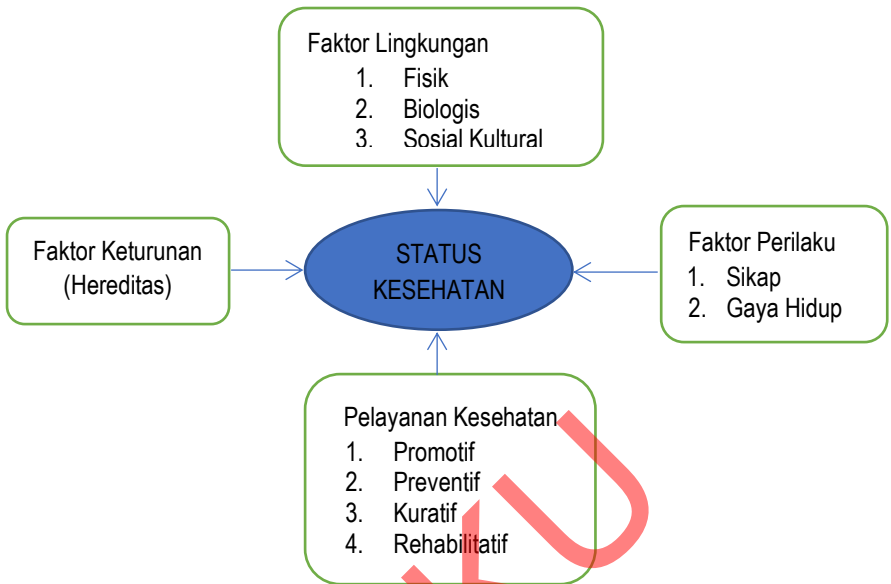 Faktor Lingkungan
1. Fisik
2. Biologis
3. Sosial Kultural
Faktor Keturunan
(Hereditas)
STATUS
KESEHATAN
Faktor Perilaku
1. Sikap
2. Gaya Hidup
Pelayanan Kesehatan
1. Promotif
2. Preventif
3. Kuratif
4. Rehabilitatif
KU